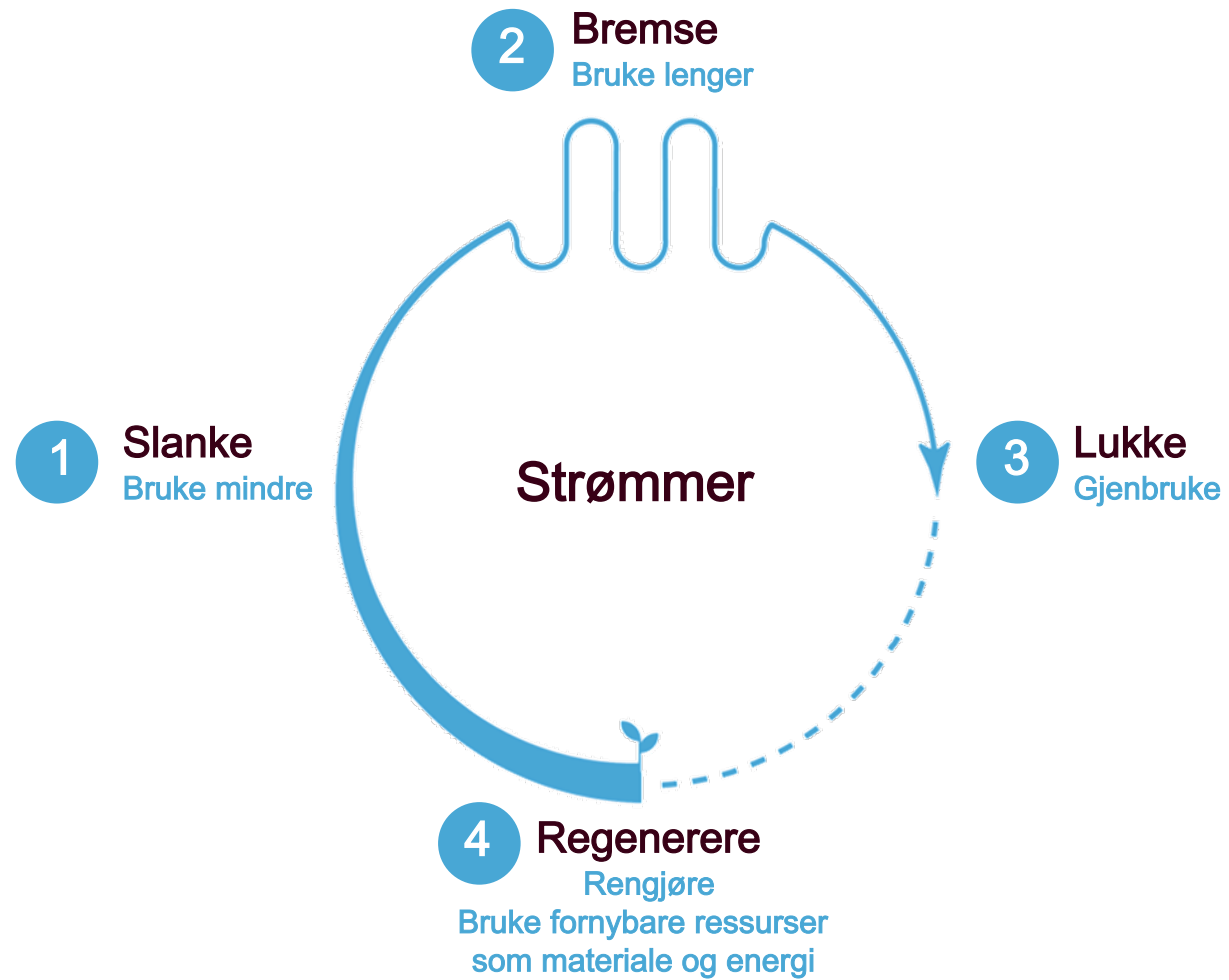 2 Bremse
Bruke lenger
1 Slanke
Bruke mindre
Strømmer
3 Lukke
Gjenbruke
4 Regenerere
Rengjøre
Bruke fornybare ressurser
som materiale og energi